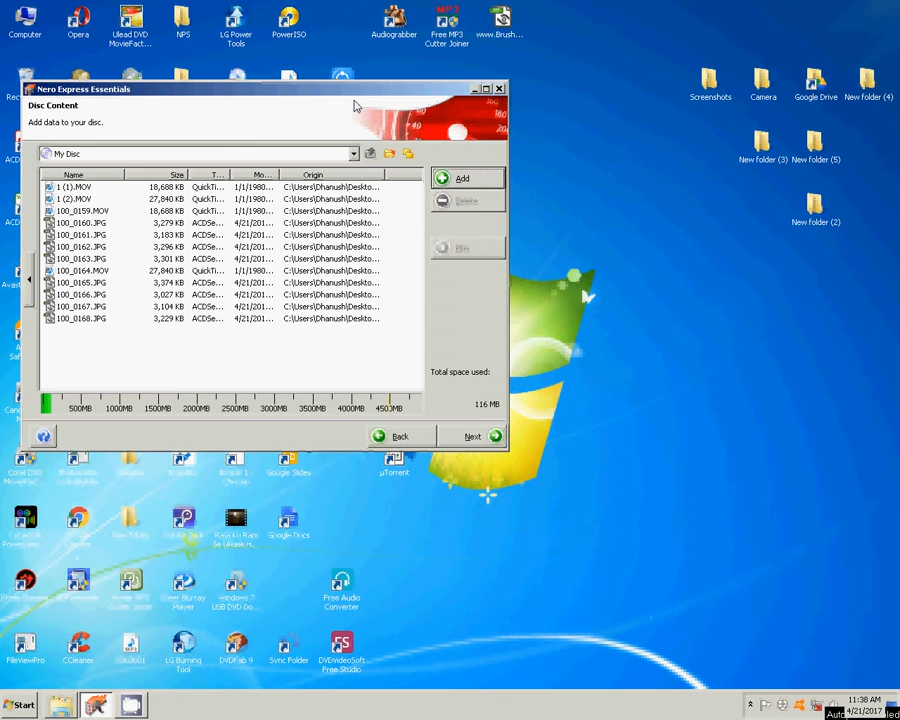 Computer
Opera
Ulead DVD
MovieFact...
NPS
LG Power
Tools
PowerISO
Audiograbber
Free MP3
Cutter Joiner
www.Brush...
Screenshots
Camera
Google Drive
New folder (4)
New folder (3)
New folder (5)
New folder (2)
Nero Express Essentials
Disc Content
Add data to your disc.
My Disc
Name Size T... Mo... Origin
1 (1).MOV 18,688 KB QuickTi... 1/1/1980... C:\Users\Dhanush\Deskto...
1 (2).MOV 27,840 KB QuickTi... 1/1/1980... C:\Users\Dhanush\Deskto...
100_0159.MOV 18,688 KB QuickTi... 1/1/1980... C:\Users\Dhanush\Deskto...
100_0160.JPG 3,279 KB ACDSe... 4/21/201... C:\Users\Dhanush\Deskto...
100_0161.JPG 3,183 KB ACDSe... 4/21/201... C:\Users\Dhanush\Deskto...
100_0162.JPG 3,296 KB ACDSe... 4/21/201... C:\Users\Dhanush\Deskto...
100_0163.JPG 3,301 KB ACDSe... 4/21/201... C:\Users\Dhanush\Deskto...
100_0164.MOV 27,840 KB QuickTi... 1/1/1980... C:\Users\Dhanush\Deskto...
100_0165.JPG 3,374 KB ACDSe... 4/21/201... C:\Users\Dhanush\Deskto...
100_0166.JPG 3,027 KB ACDSe... 4/21/201... C:\Users\Dhanush\Deskto...
100_0167.JPG 3,104 KB ACDSe... 4/21/201... C:\Users\Dhanush\Deskto...
100_0168.JPG 3,229 KB ACDSe... 4/21/201... C:\Users\Dhanush\Deskto...
Add
Delete
Play
Total space used:
116 MB
500MB 1000MB 1500MB 2000MB 2500MB 3000MB 3500MB 4000MB 4500MB
Back
Next
Corel DVD
Google Slides
µTorrent
Google Docs
Player
Windows 7
USB DVD Do...
Free Audio
Converter
FileViewPro
CCleaner
LG Burning
Tool
DVDFab 9
Sync Folder
DVDVideoSoft
Free Studio
Start
11:38 AM
4/21/2017